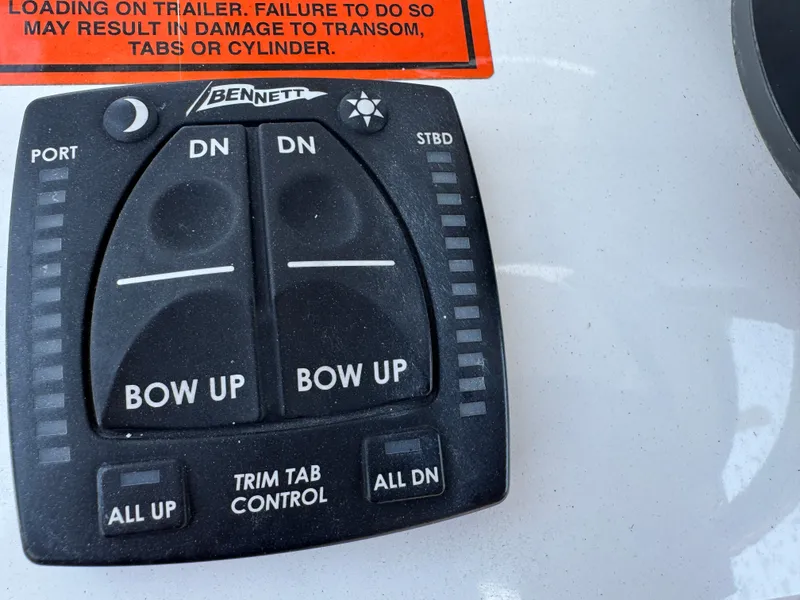 LOADING ON TRAILER. FAILURE TO DO SO
MAY RESULT IN DAMAGE TO TRANSOM,
TABS OR CYLINDER.
BENNETT
PORT
STBD
DN
DN
BOW UP
BOW UP
ALL UP
TRIM TAB
CONTROL
ALL DN